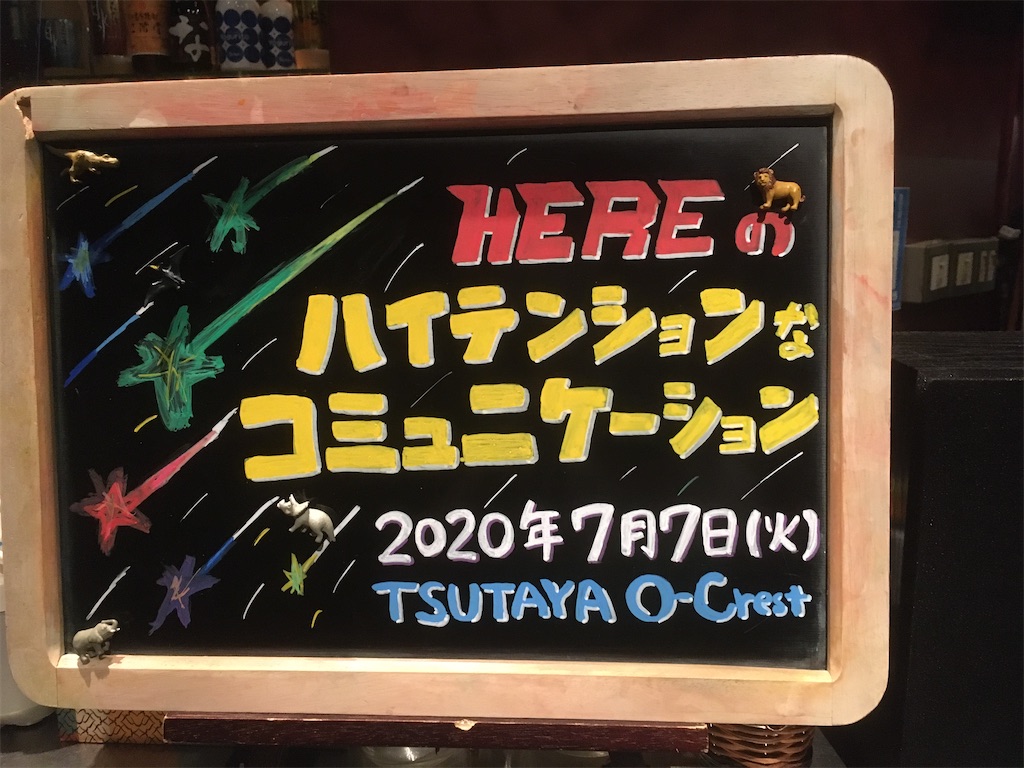 HEREの
ハイテンションな
コミュニケーション
2020年7月7日(火)
TSUTAYA O-Crest